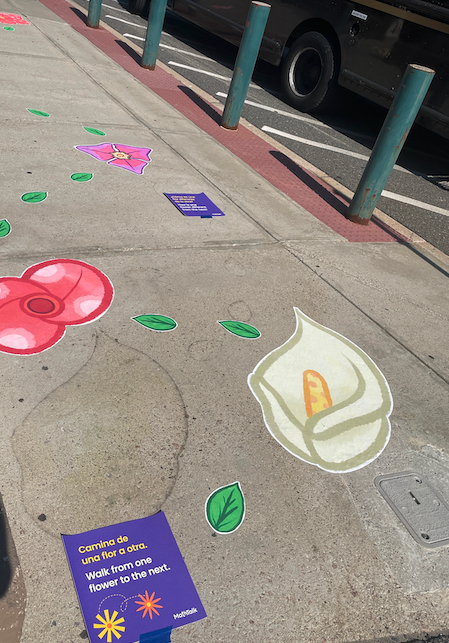 Camina de
una flor a otra.
Walk from one
flower to the next.
MathTalk